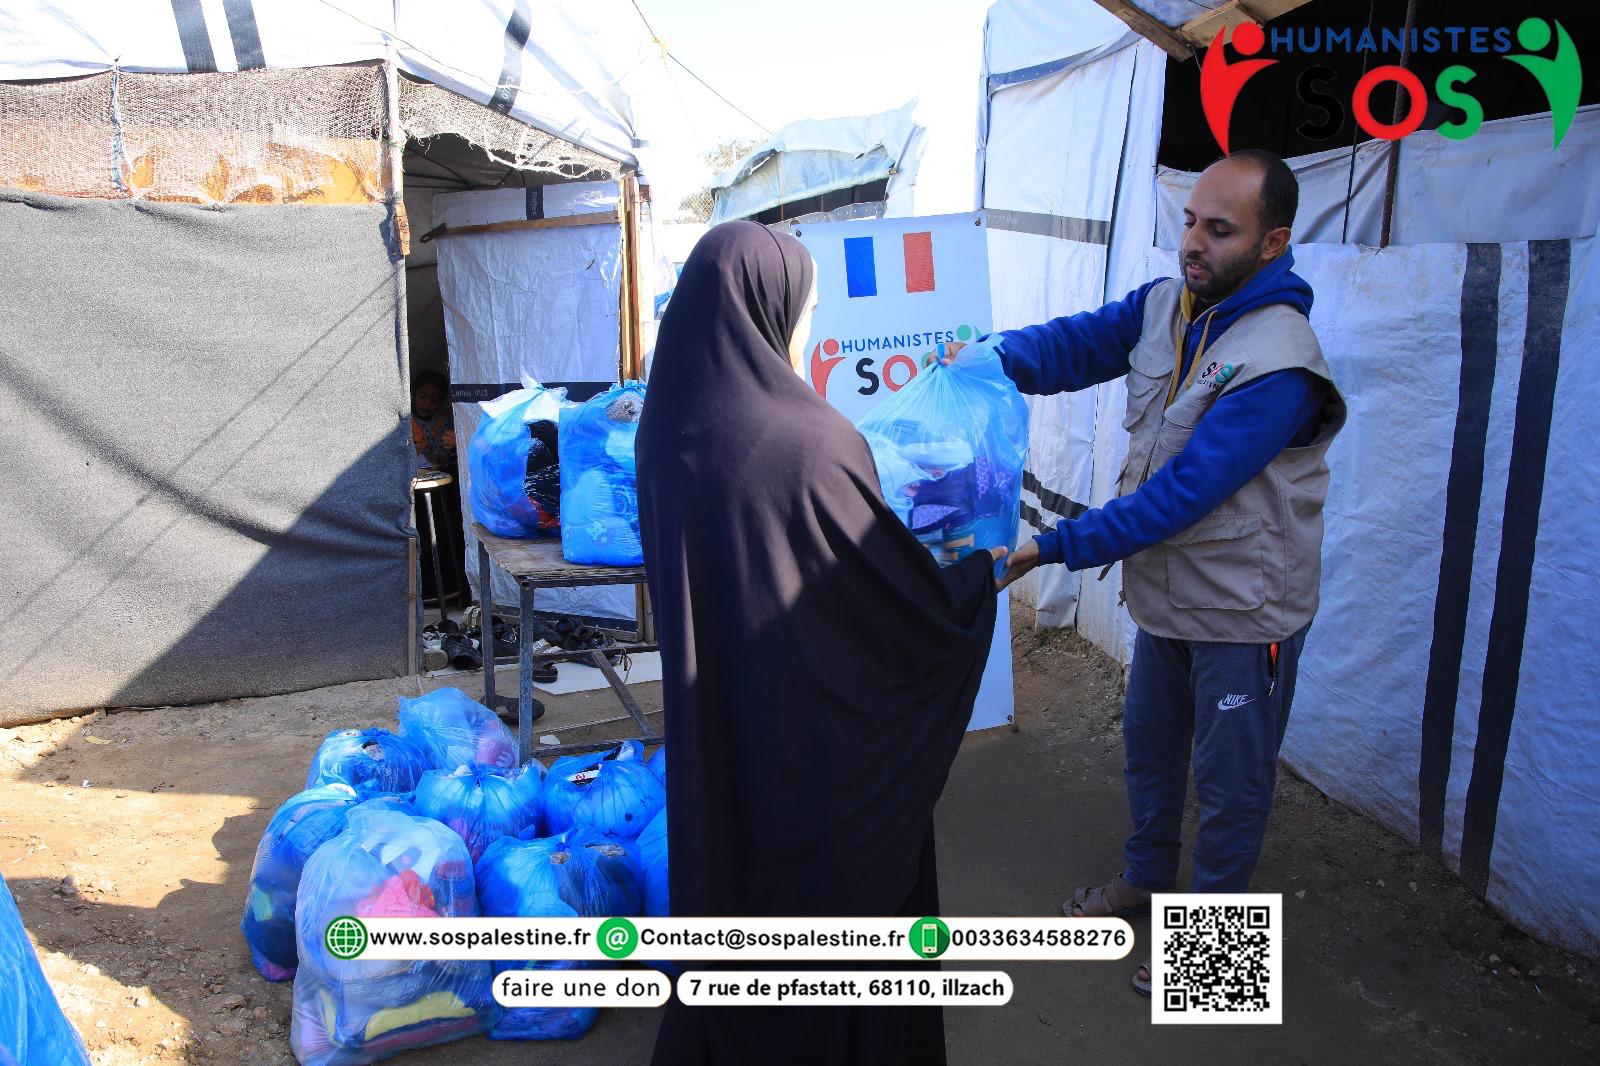 HUMANISTES
SOS
HUMANISTES
SO
SOS
NIKE
www.sospalestine.fr
Contact@sospalestine.fr
0033634588276
faire une don
7 rue de pfastatt, 68110, illzach